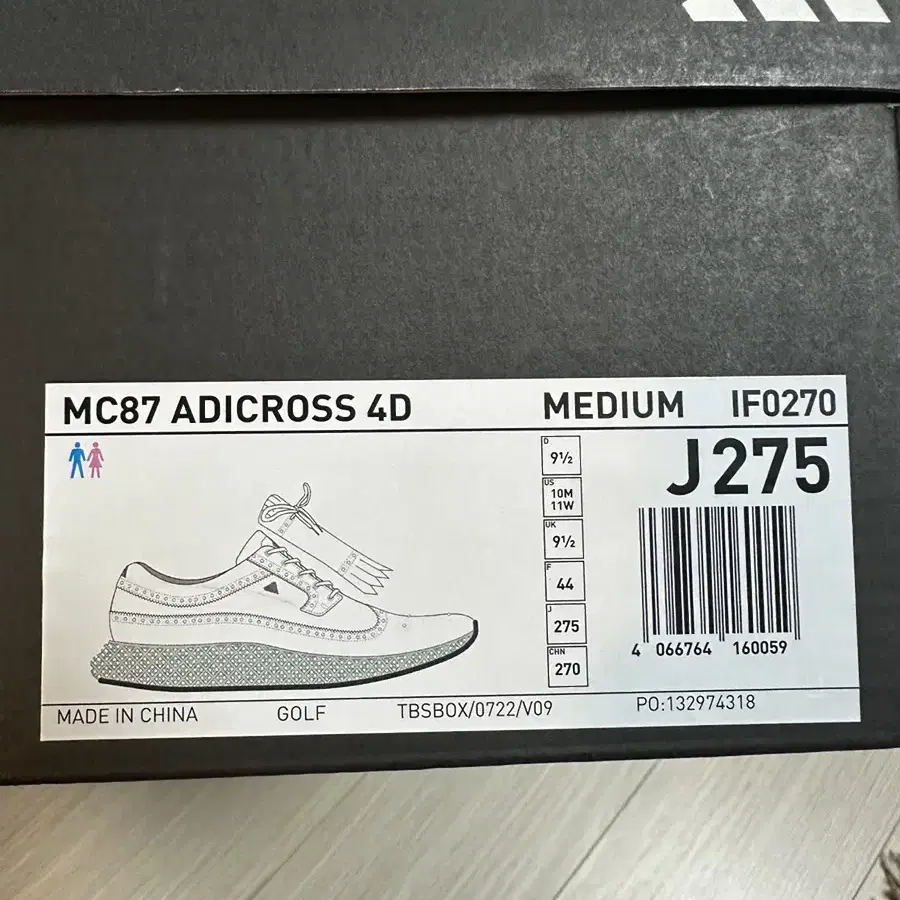 MC87 ADICROSS 4D MEDIUM IF0270
J275
D 9½
US 10M 11W
UK 9½
F 44
J 275
CHN 270
4 066764 160059
MADE IN CHINA GOLF TBSBOX/0722/V09 PO:132974318